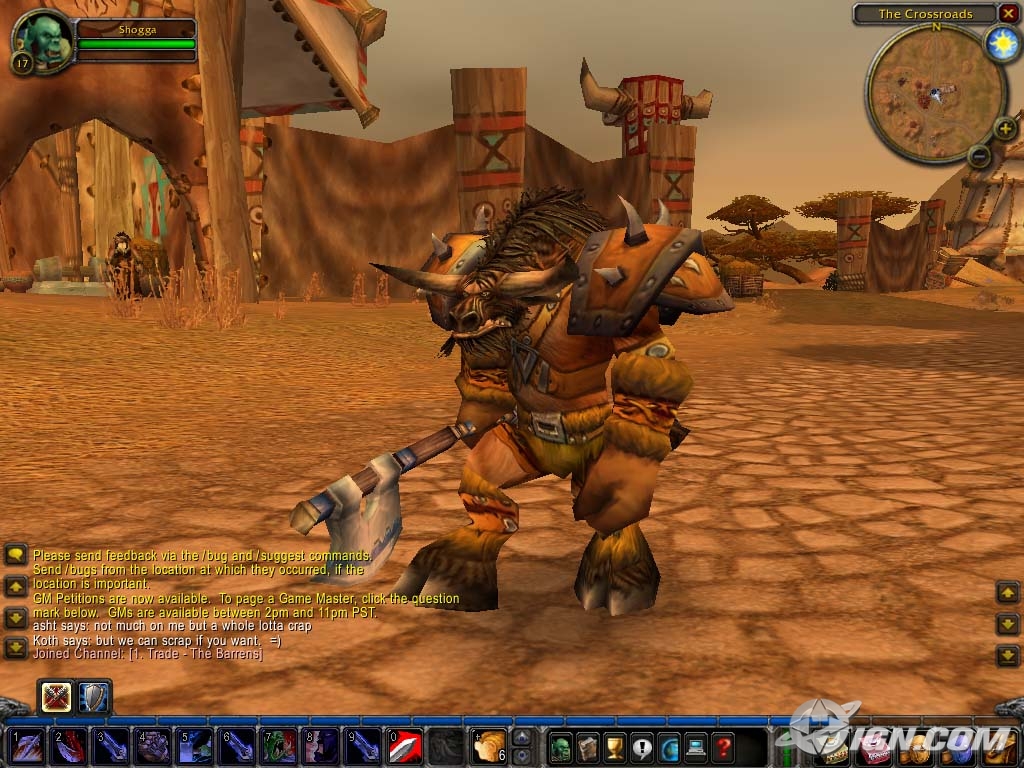 Shogga
17
The Crossroads
N
Please send feedback via the /bug and /suggest commands.
Send /bugs from the location at which they occurred, if the
location is important.
GM Petitions are now available. To page a Game Master, click the question
mark below. GMs are available between 2pm and 11pm PST.
asht says: not much on me but a whole lotta crap
Koth says: but we can scrap if you want. =)
Joined Channel: [1. Trade - The Barrens]
1 2 3 4 5 6 7 8 9 0 + 6
IGN.COM